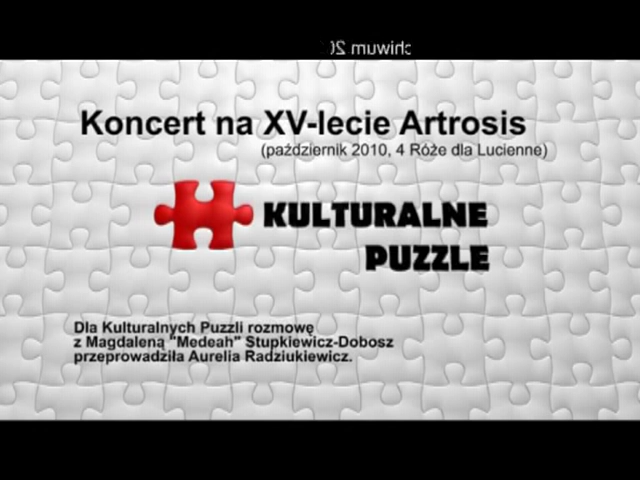 Koncert na XV-lecie Artrosis
(październik 2010, 4 Róże dla Lucienne)
KULTURALNE
PUZZLE
Dla Kulturalnych Puzzli rozmowę
z Magdaleną "Medeah" Stupkiewicz-Dobosz
przeprowadziła Aurelia Radziukiewicz.